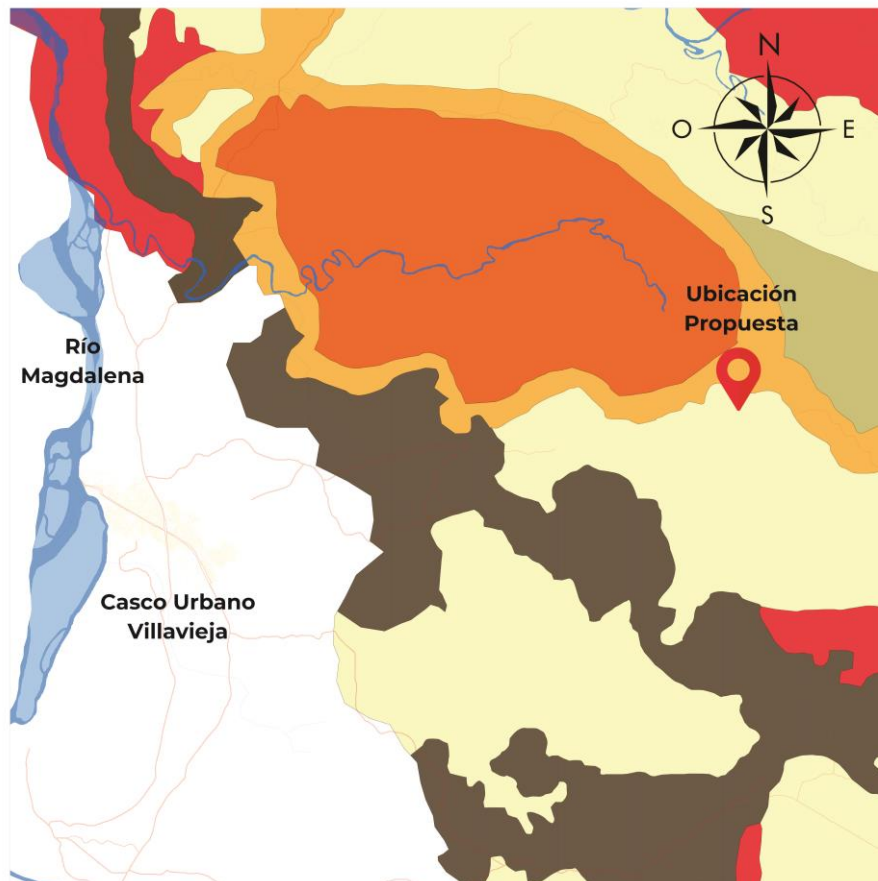 N
O
E
S
Ubicación
Propuesta
Río
Magdalena
Casco Urbano
Villavieja